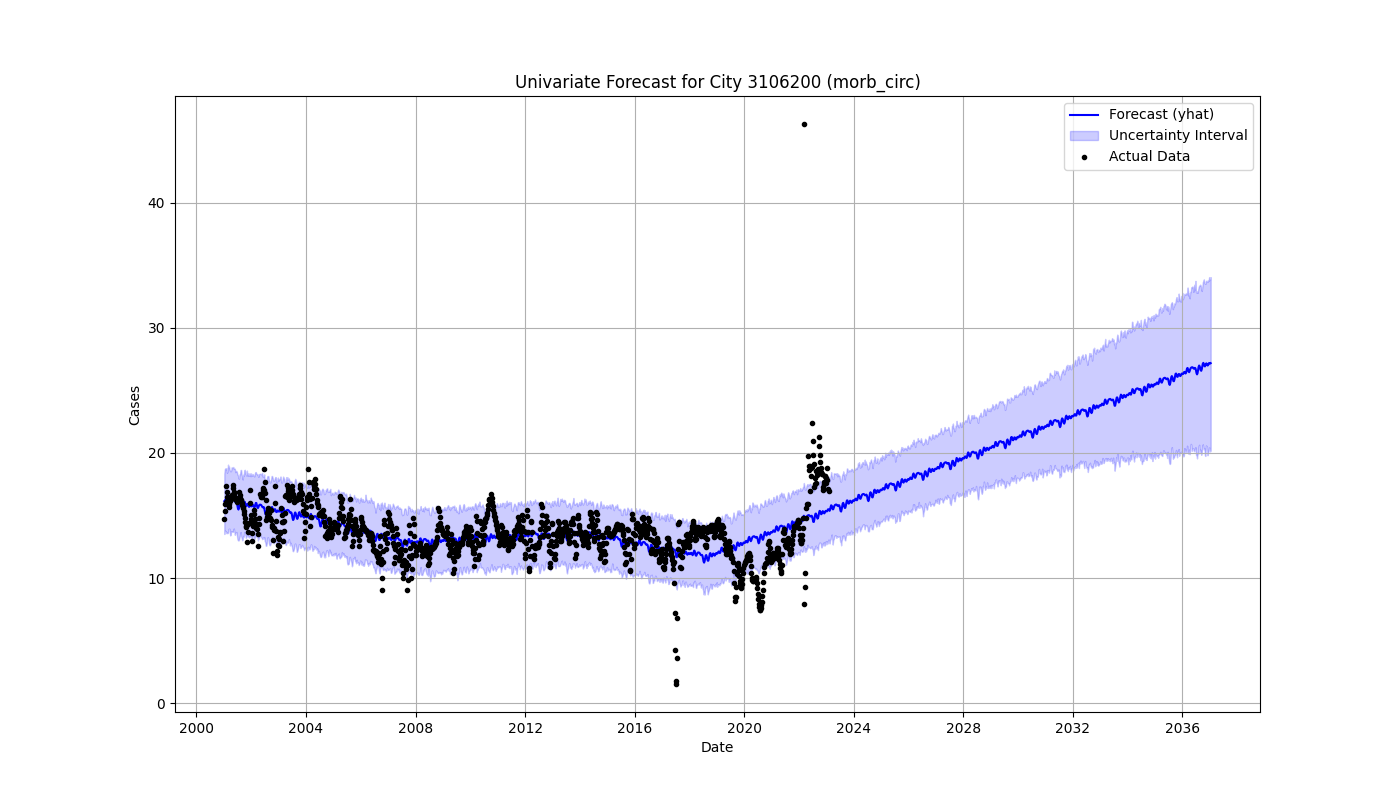 Univariate Forecast for City 3106200 (morb_circ)
Forecast (yhat)
Uncertainty Interval
Actual Data
Cases
40
30
20
10
0
2000 2004 2008 2012 2016 2020 2024 2028 2032 2036
Date